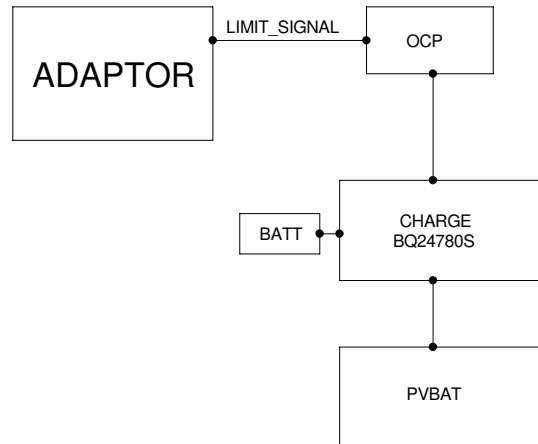 LIMIT_SIGNAL
OCP
ADAPTOR
CHARGE
BQ24780S
BATT
PVBAT